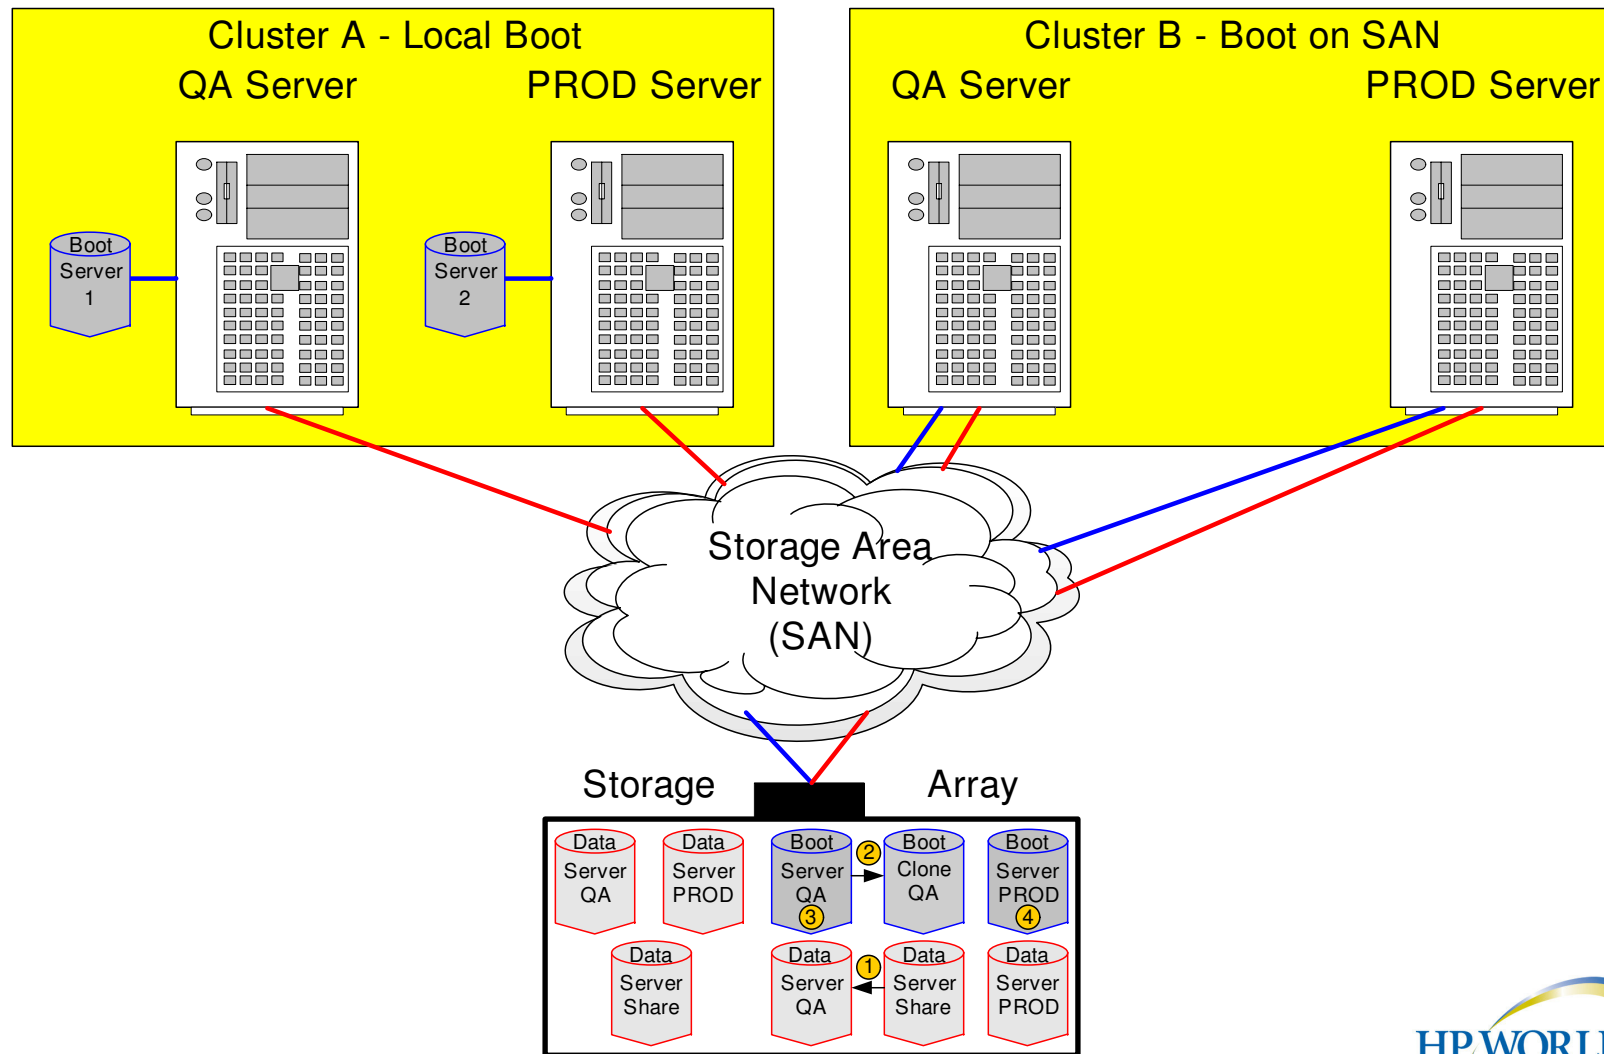 Cluster A - Local Boot
QA Server
PROD Server
Boot
Server
1
Boot
Server
2
Cluster B - Boot on SAN
QA Server
PROD Server
Storage Area
Network
(SAN)
Storage
Array
Data
Server
QA
Data
Server
PROD
Boot
Server
QA
3
2
Boot
Clone
QA
Boot
Server
PROD
4
Data
Server
Share
Data
Server
QA
1
Data
Server
Share
Data
Server
PROD
HP